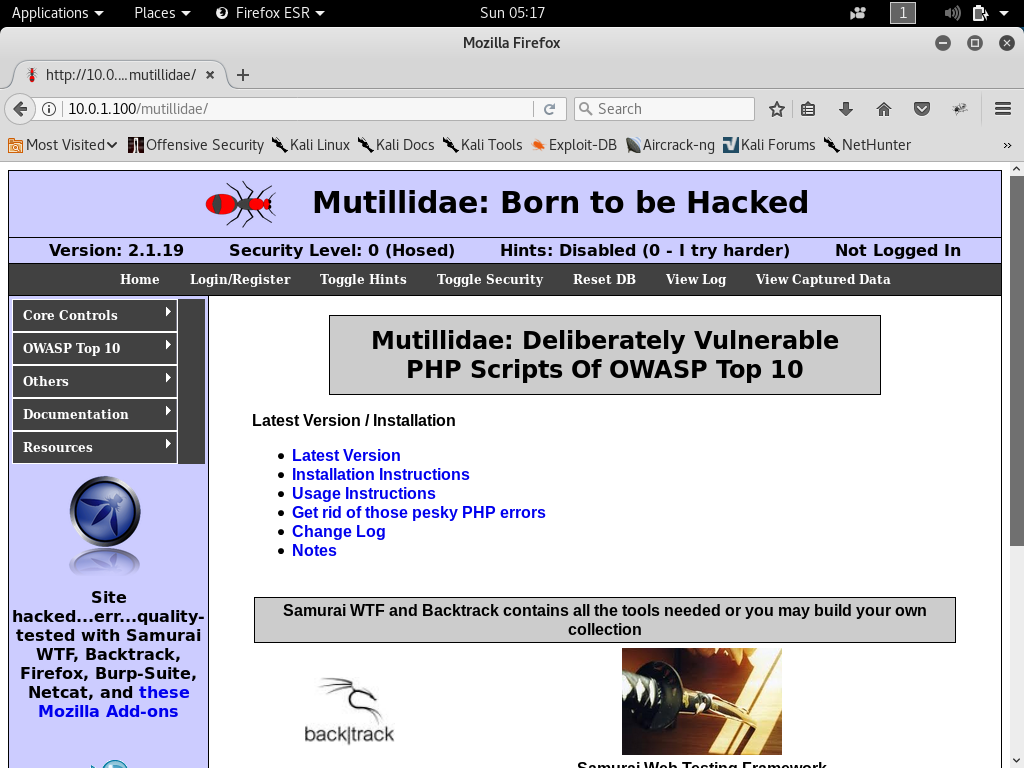 Applications Places Firefox ESR Sun 05:17 1
Mozilla Firefox
http://10.0....mutillidae/
10.0.1.100/mutillidae/ Search
Most Visited Offensive Security Kali Linux Kali Docs Kali Tools Exploit-DB Aircrack-ng Kali Forums NetHunter »
Mutillidae: Born to be Hacked
Version: 2.1.19 Security Level: 0 (Hosed) Hints: Disabled (0 - I try harder) Not Logged In
Home Login/Register Toggle Hints Toggle Security Reset DB View Log View Captured Data
Core Controls
OWASP Top 10
Others
Documentation
Resources
Site
hacked...err...quality-
tested with Samurai
WTF, Backtrack,
Firefox, Burp-Suite,
Netcat, and these
Mozilla Add-ons
Mutillidae: Deliberately Vulnerable
PHP Scripts Of OWASP Top 10
Latest Version / Installation
Latest Version
Installation Instructions
Usage Instructions
Get rid of those pesky PHP errors
Change Log
Notes
Samurai WTF and Backtrack contains all the tools needed or you may build your own
collection
back|track
Samurai Web Testing Framework